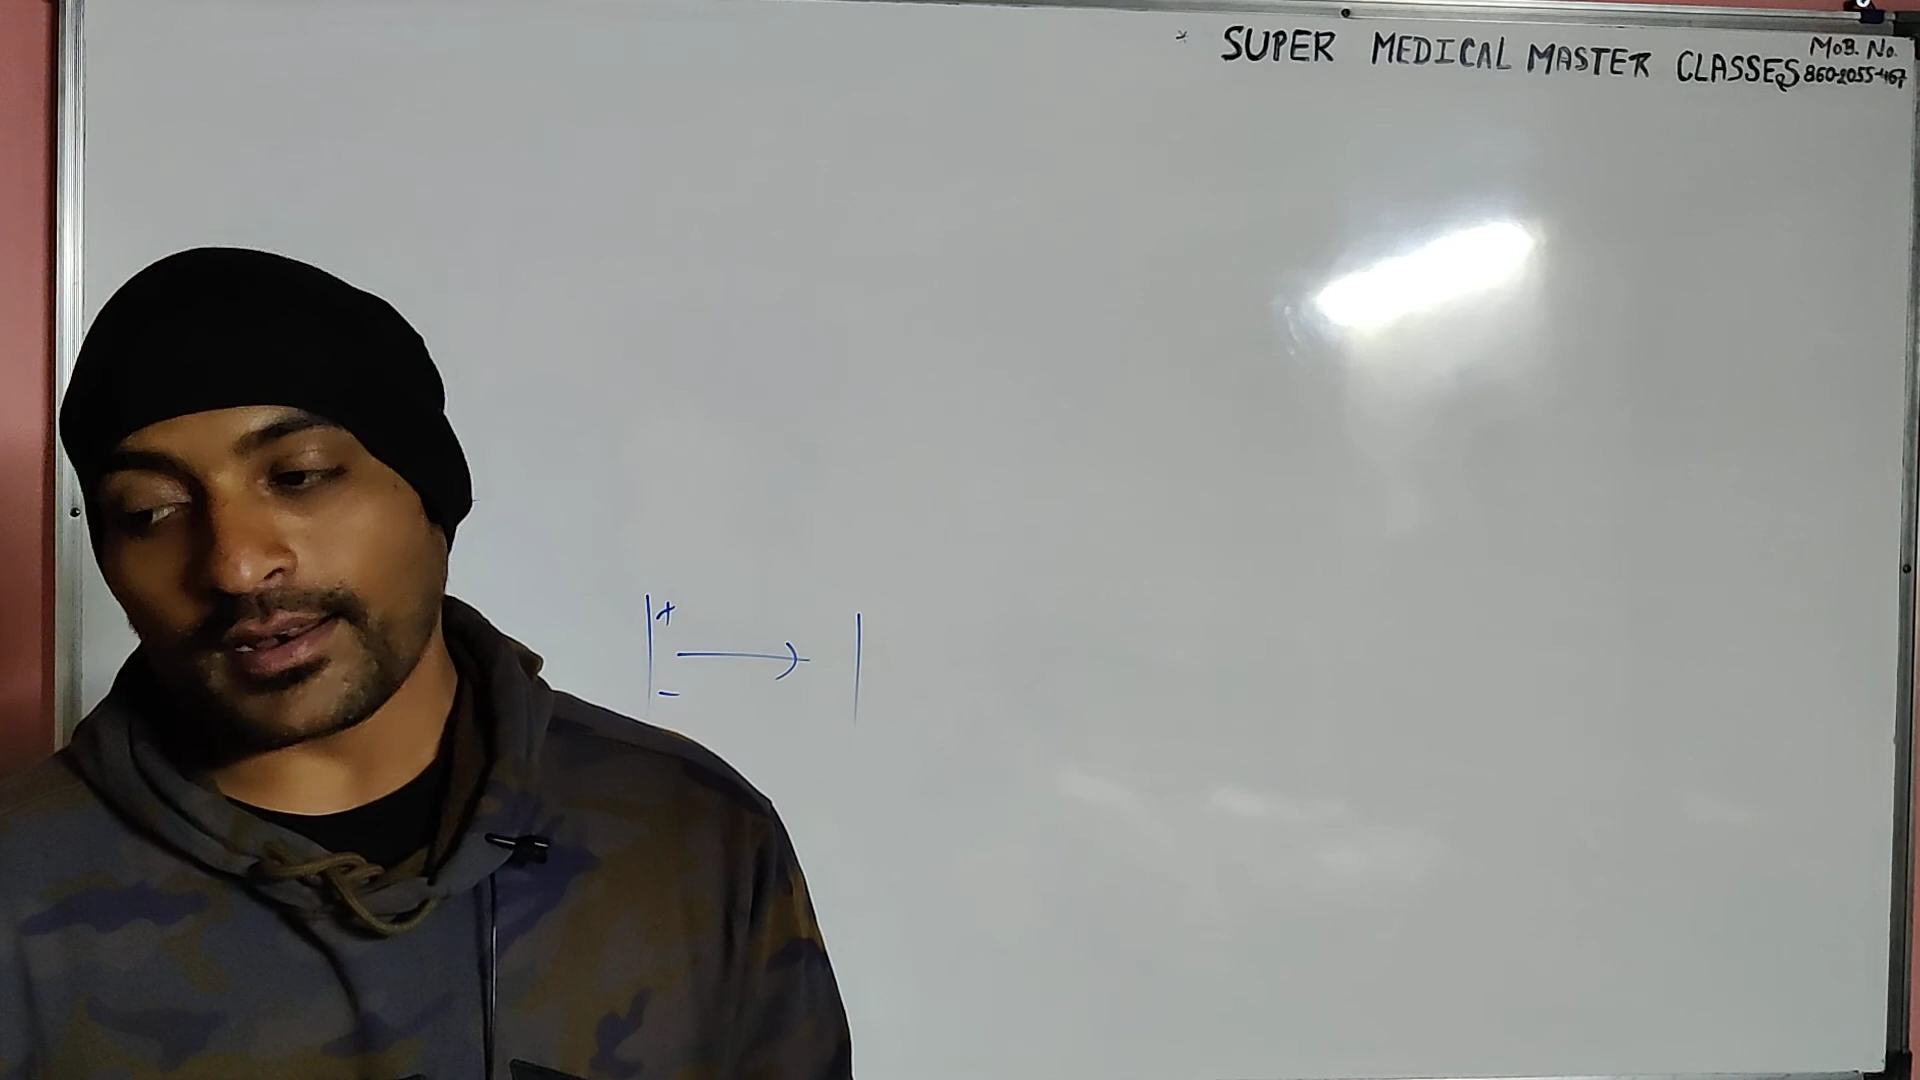 * SUPER MEDICAL MASTER CLASSES
MOB. No.
860-2055-467
+
-